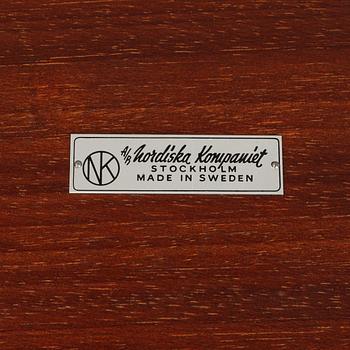 NK
A/B Nordiska Kompaniet
STOCKHOLM
MADE IN SWEDEN